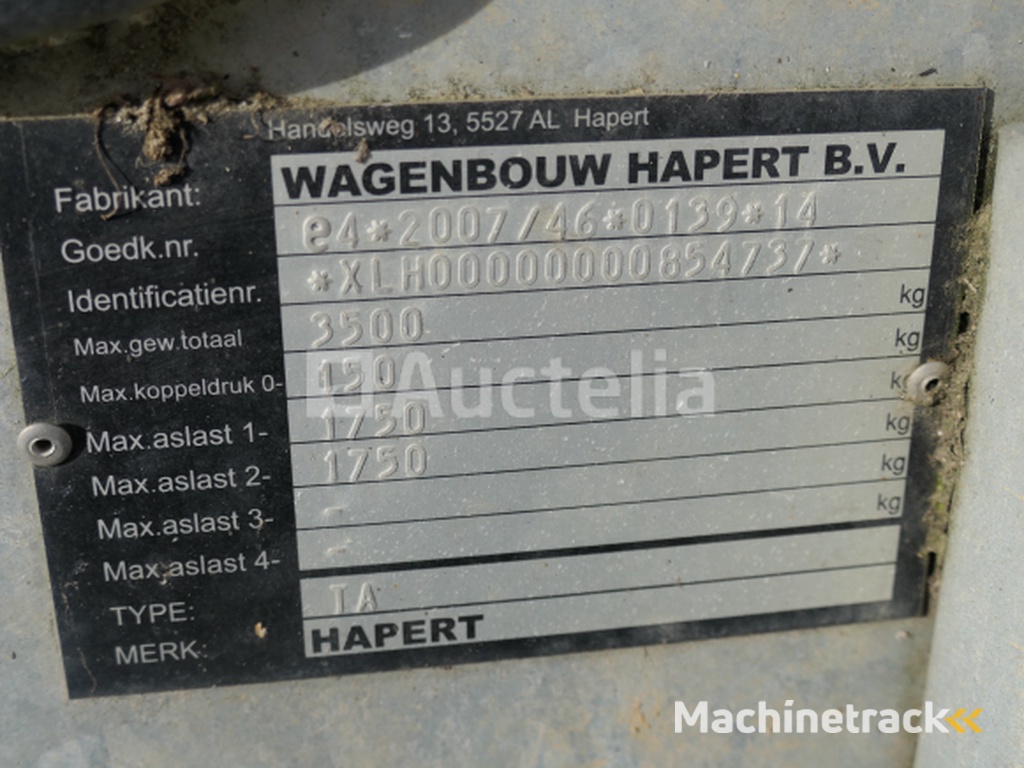 Handelsweg 13, 5527 AL Hapert
Fabrikant: WAGENBOUW HAPERT B.V.
Goedk.nr. e4*2007/46*0139*14
Identificatienr. *XLH00000000854737*
Max.gew.totaal 3500 kg
Max.koppeldruk 0- 150 kg
Max.aslast 1- 1750 kg
Max.aslast 2- 1750 kg
Max.aslast 3- - kg
Max.aslast 4- - kg
TYPE: TA
MERK: HAPERT
Auctelia
Machinetrack